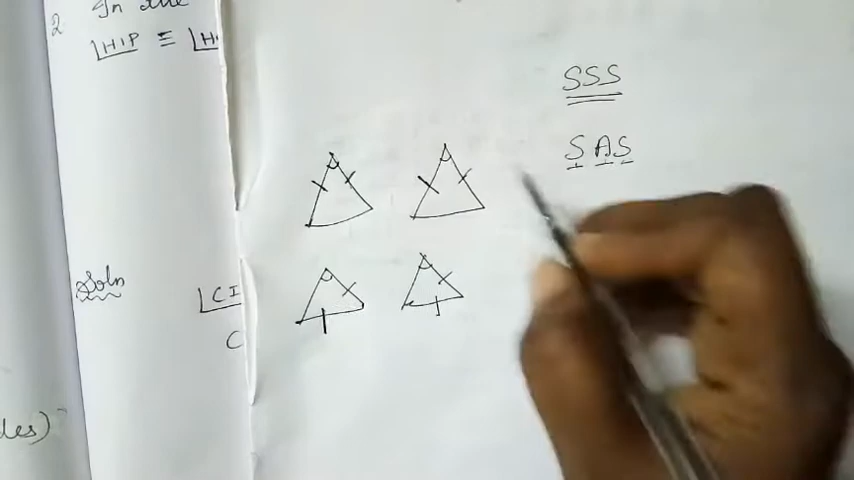 2 In the
∟HIP ≡ ∟H
SSS
SAS
Soln
∟CI
C
les)